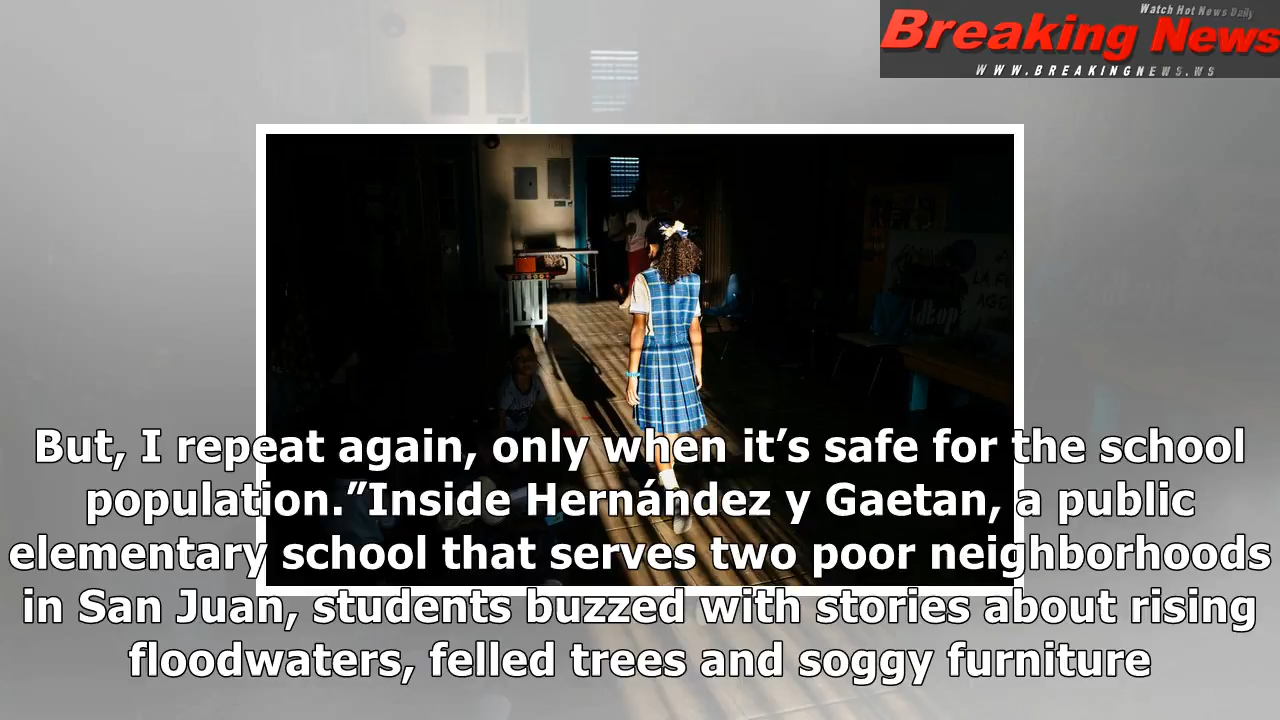 Watch Hot News Daily
Breaking News
WWW.BREAKINGNEWS.WS
But, I repeat again, only when it’s safe for the school
population.”Inside Hernández y Gaetan, a public
elementary school that serves two poor neighborhoods
in San Juan, students buzzed with stories about rising
floodwaters, felled trees and soggy furniture